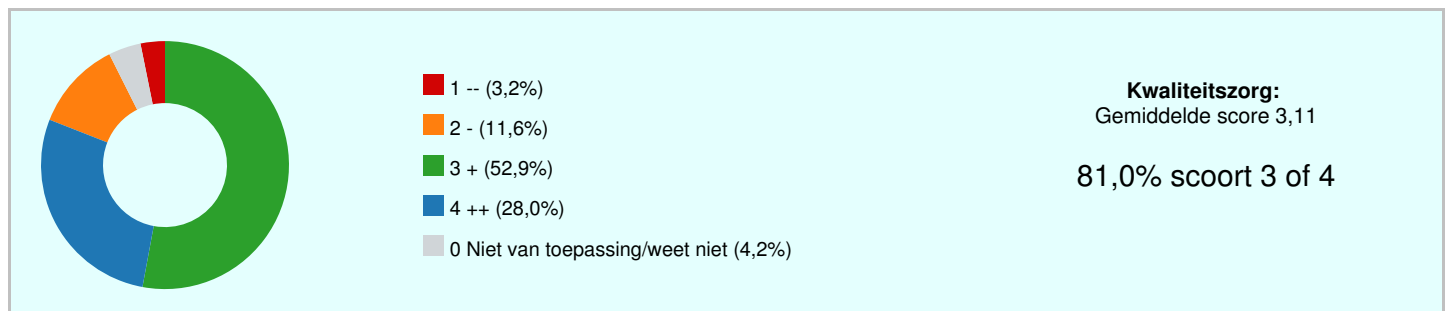 1 -- (3,2%)
2 - (11,6%)
3 + (52,9%)
4 ++ (28,0%)
0 Niet van toepassing/weet niet (4,2%)
Kwaliteitszorg:
Gemiddelde score 3,11
81,0% scoort 3 of 4